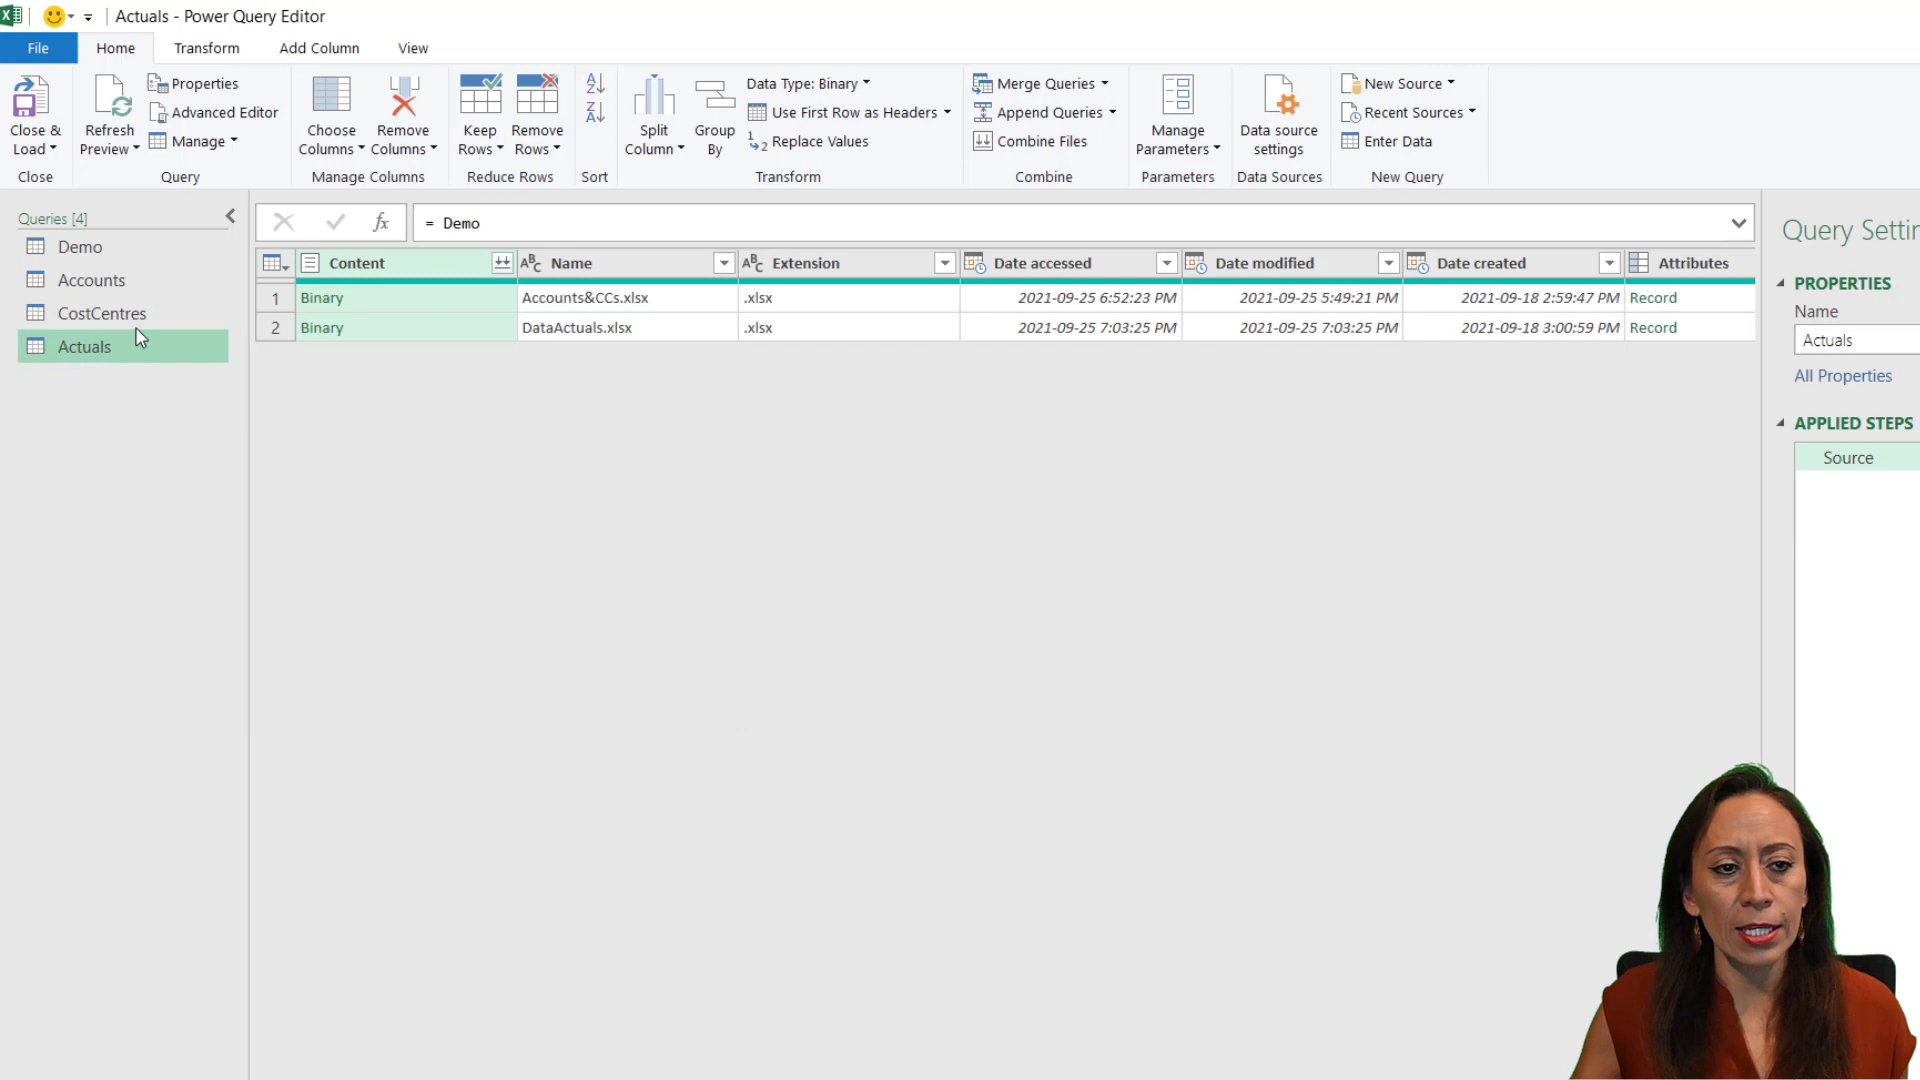 Actuals - Power Query Editor
File Home Transform Add Column View
Close & Load
Close
Refresh Preview
Properties
Advanced Editor
Manage
Query
Choose Columns
Remove Columns
Manage Columns
Keep Rows
Remove Rows
Reduce Rows
Sort
Split Column
Group By
Data Type: Binary
Use First Row as Headers
Replace Values
Transform
Merge Queries
Append Queries
Combine Files
Combine
Manage Parameters
Parameters
Data source settings
Data Sources
New Source
Recent Sources
Enter Data
New Query
Queries [4]
Demo
Accounts
CostCentres
Actuals
fx = Demo
Content Name Extension Date accessed Date modified Date created Attributes
1 Binary Accounts&CCs.xlsx .xlsx 2021-09-25 6:52:23 PM 2021-09-25 5:49:21 PM 2021-09-18 2:59:47 PM Record
2 Binary DataActuals.xlsx .xlsx 2021-09-25 7:03:25 PM 2021-09-25 7:03:25 PM 2021-09-18 3:00:59 PM Record
Query
PROPERTIES
Name
Actuals
All Properties
APPLIED STEPS
Source